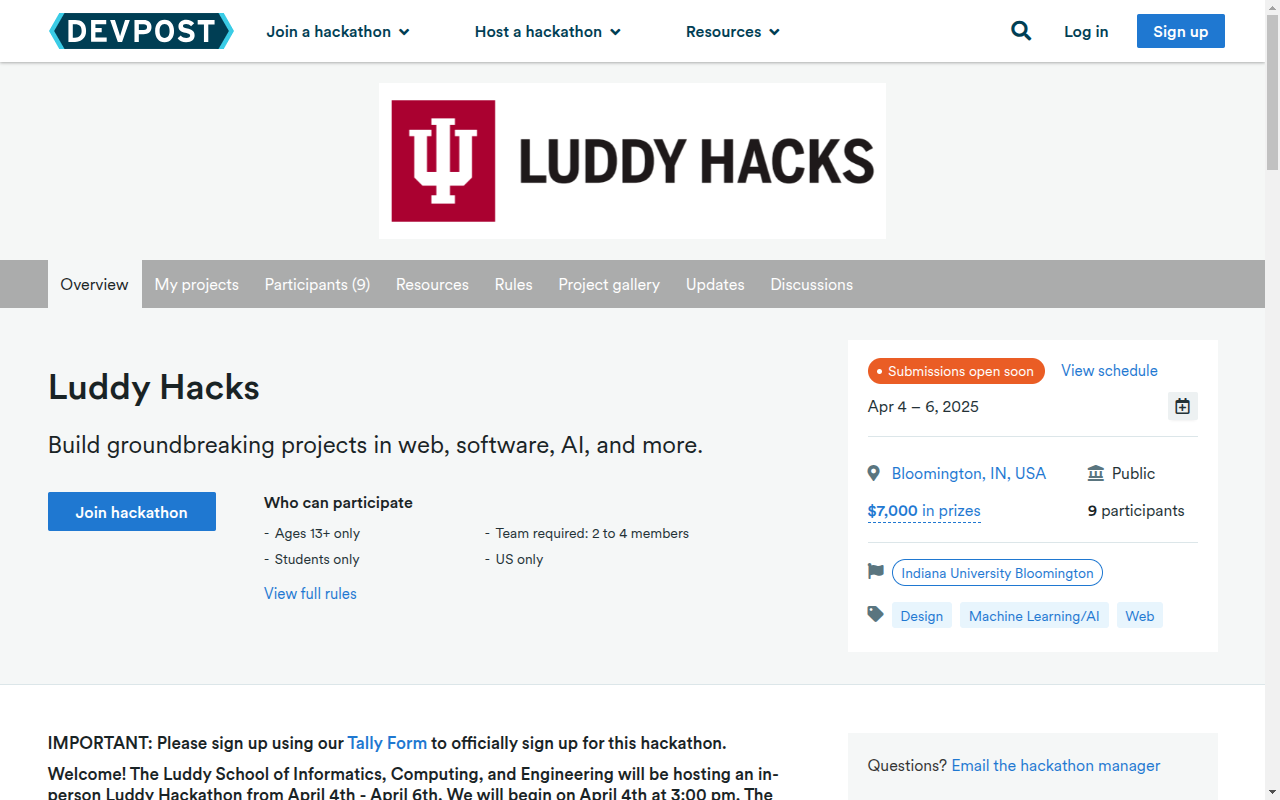 DEVPOST Join a hackathon Host a hackathon Resources Log in Sign up
LUDDY HACKS
Overview My projects Participants (9) Resources Rules Project gallery Updates Discussions
Luddy Hacks
Build groundbreaking projects in web, software, AI, and more.
Join hackathon
Who can participate
- Ages 13+ only
- Team required: 2 to 4 members
- Students only
- US only
View full rules
Submissions open soon View schedule
Apr 4 – 6, 2025
Bloomington, IN, USA Public
$7,000 in prizes 9 participants
Indiana University Bloomington
Design Machine Learning/AI Web
IMPORTANT: Please sign up using our Tally Form to officially sign up for this hackathon.
Welcome! The Luddy School of Informatics, Computing, and Engineering will be hosting an in-
person Luddy Hackathon from April 4th - April 6th. We will begin on April 4th at 3:00 pm. The
Questions? Email the hackathon manager